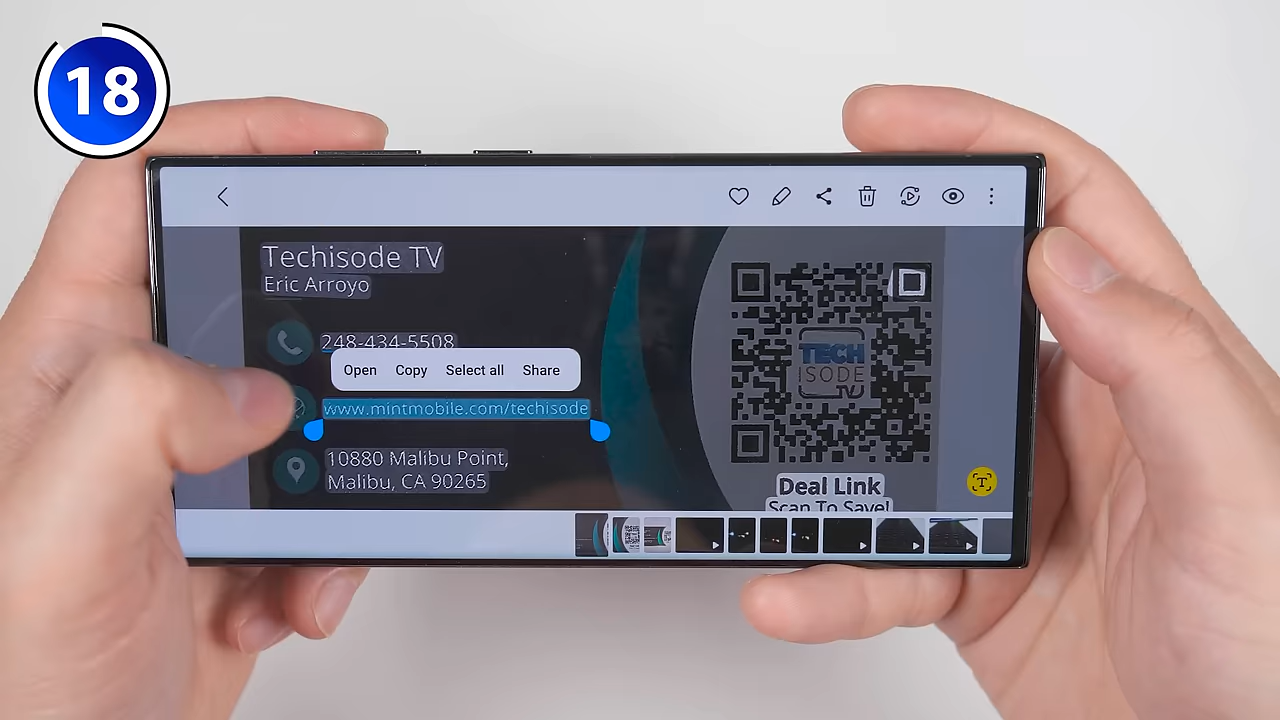 18
Techisode TV
Eric Arroyo
248-434-5508
Open Copy Select all Share
www.mintmobile.com/techisode
10880 Malibu Point,
Malibu, CA 90265
TECH
ISODE
TV
T
Deal Link
Scan To Save!